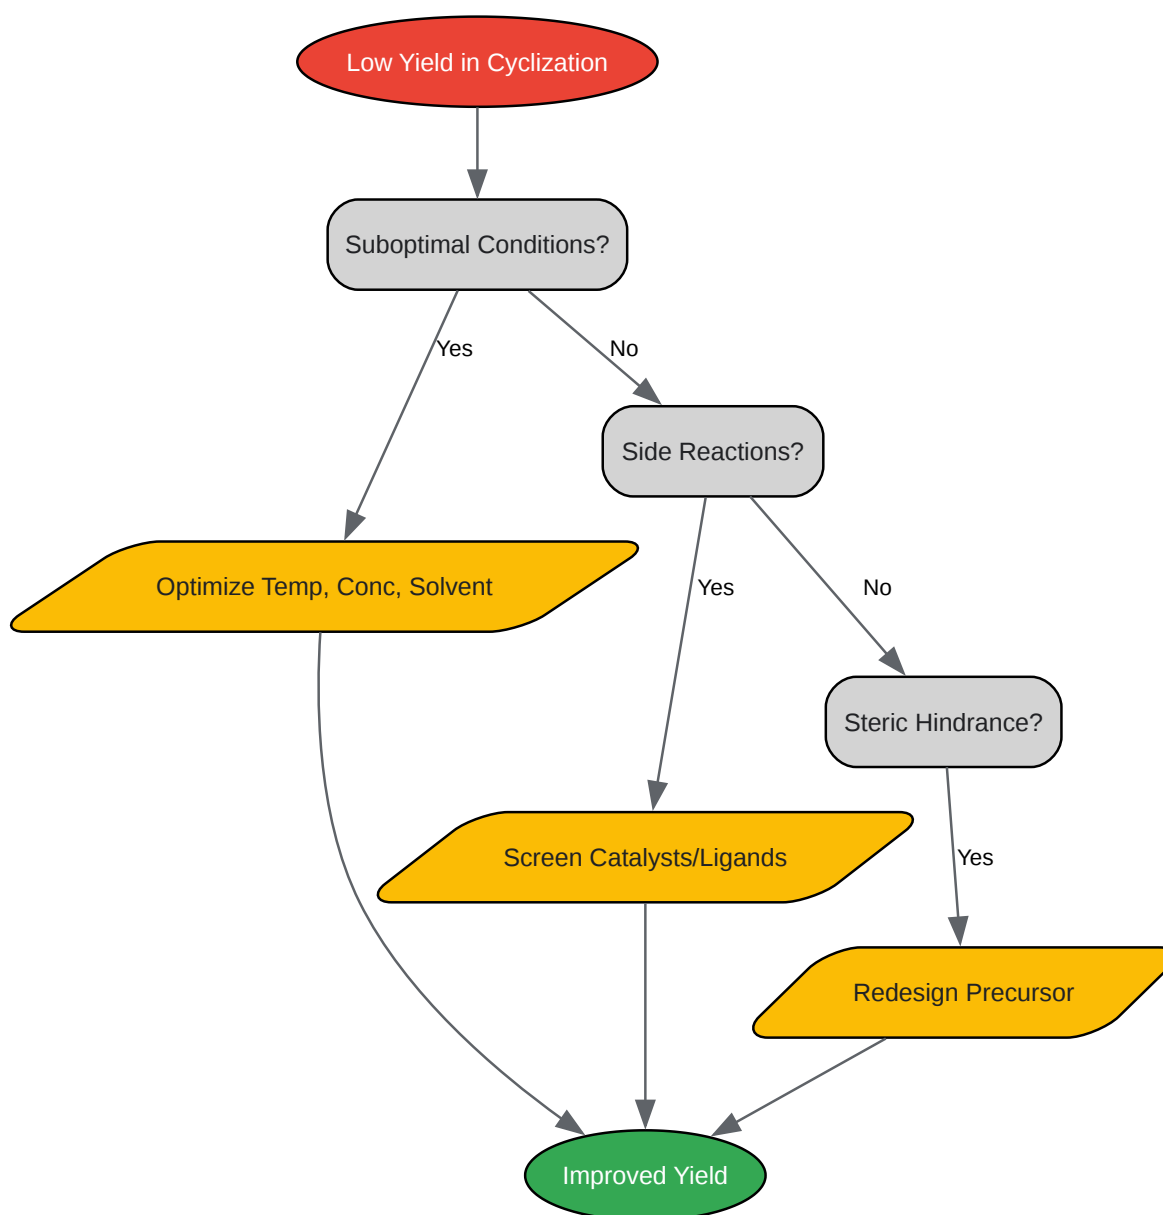 Low Yield in Cyclization
Suboptimal Conditions?
Yes
No
Side Reactions?
Optimize Temp, Conc, Solvent
Yes
No
Steric Hindrance?
Screen Catalysts/Ligands
Yes
Redesign Precursor
Improved Yield